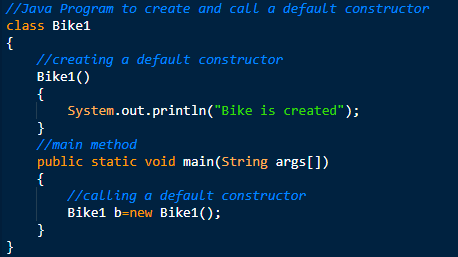 //Java Program to create and call a default constructor
class Bike1
{
    //creating a default constructor
    Bike1()
    {
        System.out.println("Bike is created");
    }
    //main method
    public static void main(String args[])
    {
        //calling a default constructor
        Bike1 b=new Bike1();
    }
}